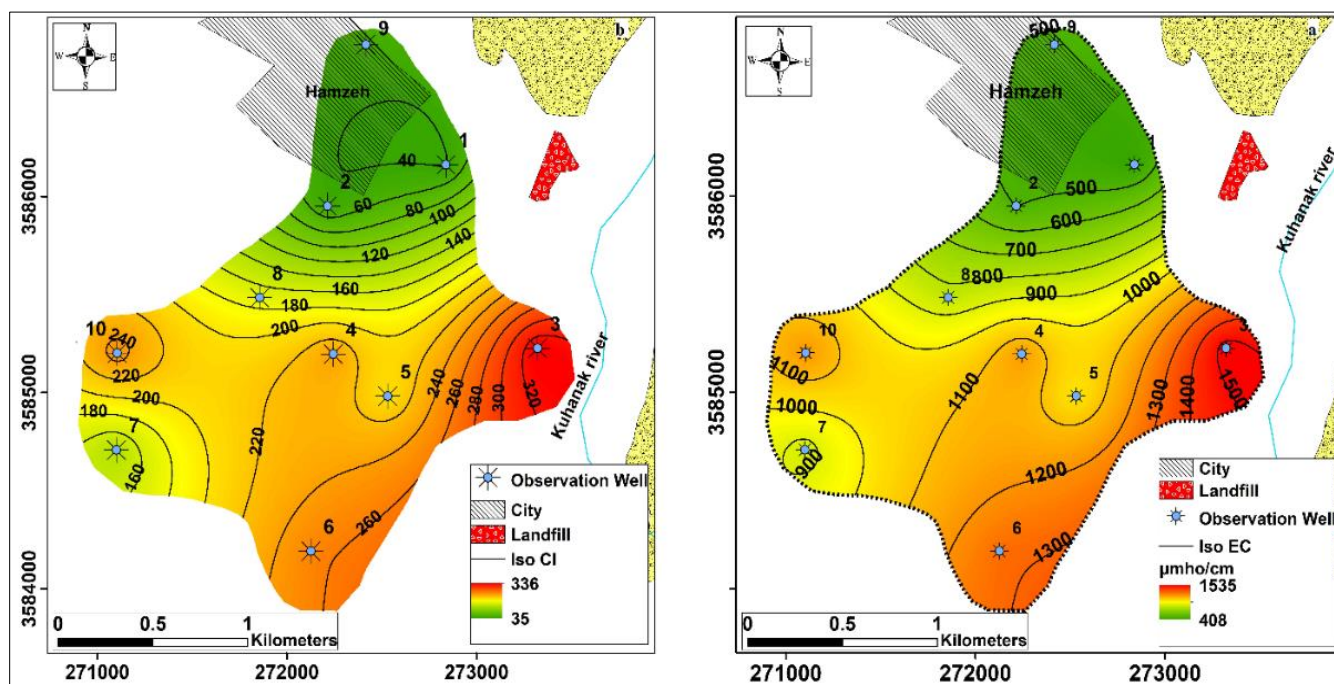 b
N
W E
S
9
Hamzeh
1
40
2
60
80
100
120
140
8
160
180
200
4
3
10
240
220
5
240
260
280
300
320
200
180
7
160
220
6
260
Kuhanak river
Observation Well
City
Landfill
Iso Cl
336
35
0 0.5 1
Kilometers
3586000
3585000
3584000
271000 272000 273000
a
N
W E
S
500
9
Hamzeh
1
2
500
600
700
8
800
900
1000
4
3
10
1100
5
1100
1300
1400
1500
1000
7
900
1200
6
1300
Kuhanak river
City
Landfill
Observation Well
Iso EC
µmho/cm
1535
408
0 0.5 1
Kilometers
3586000
3585000
3584000
271000 272000 273000